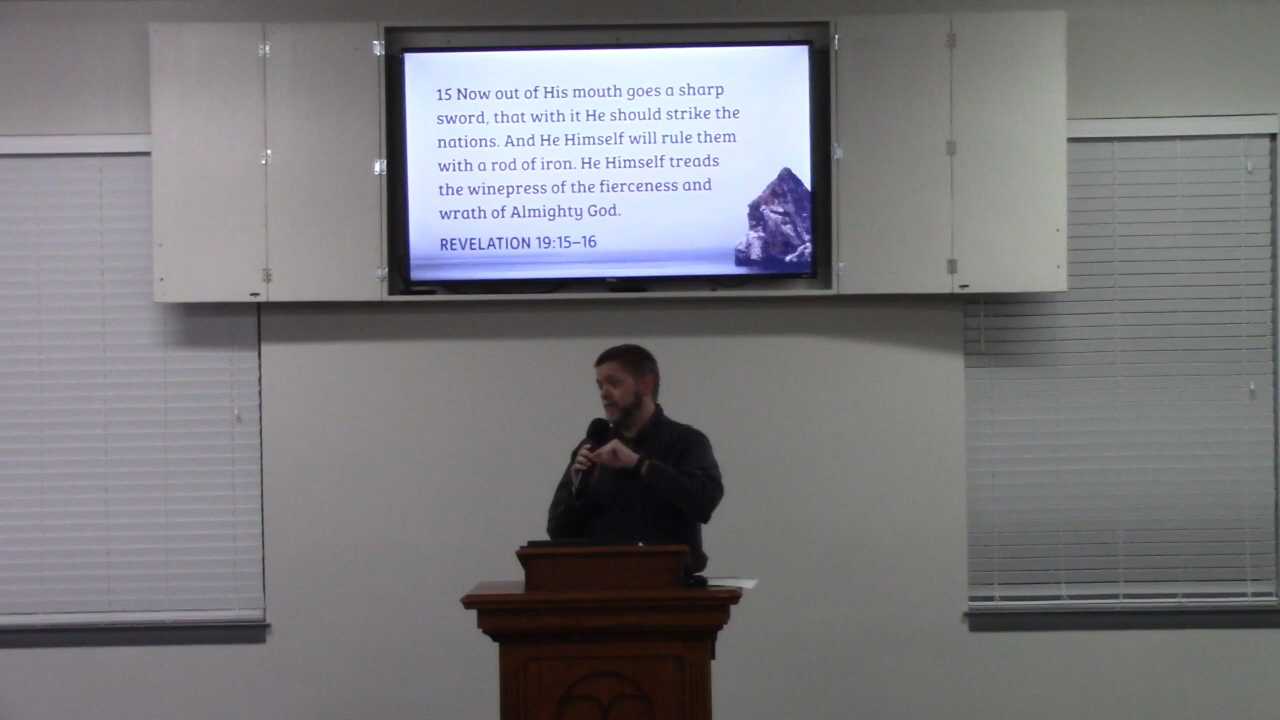 15 Now out of His mouth goes a sharp
sword, that with it He should strike the
nations. And He Himself will rule them
with a rod of iron. He Himself treads
the winepress of the fierceness and
wrath of Almighty God.
REVELATION 19:15–16